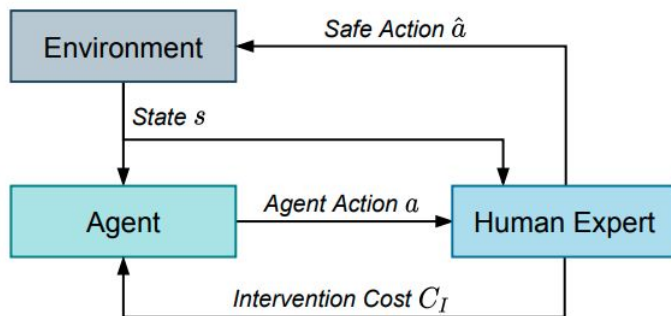 Environment
Safe Action â
State s
Agent
Agent Action a
Human Expert
Intervention Cost C_I